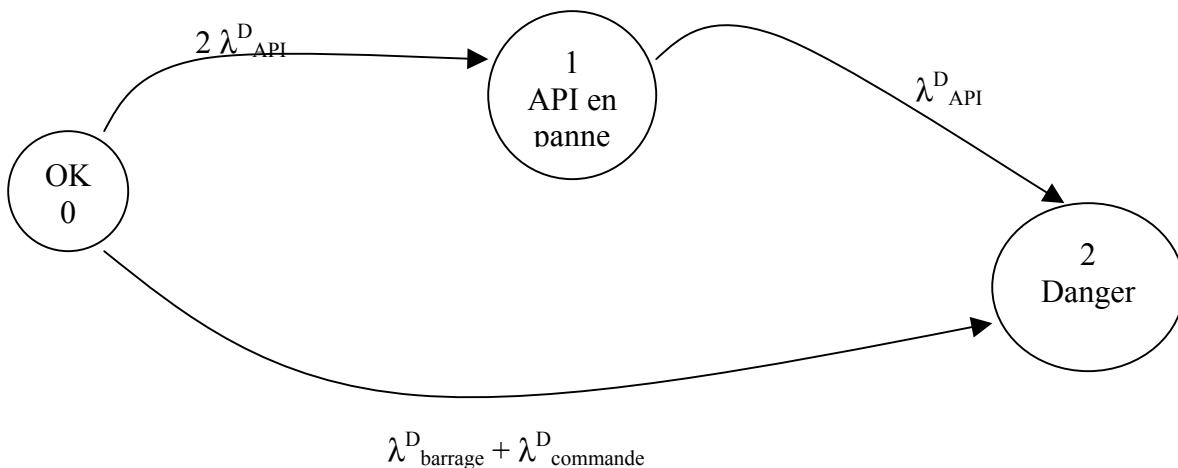 2 λ^D_API
1
API en
panne
λ^D_API
OK
0
2
Danger
λ^D_barrage + λ^D_commande